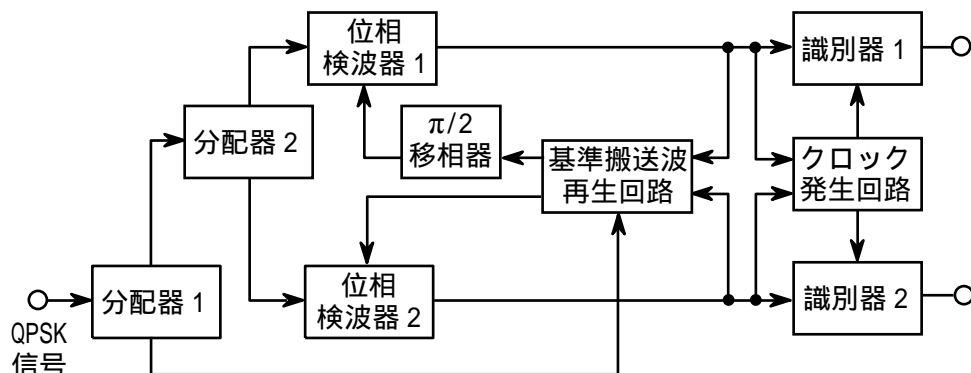 位相
検波器 1
識別器 1
分配器 2
π/2
移相器
基準搬送波
再生回路
クロック
発生回路
分配器 1
位相
検波器 2
識別器 2
QPSK
信号